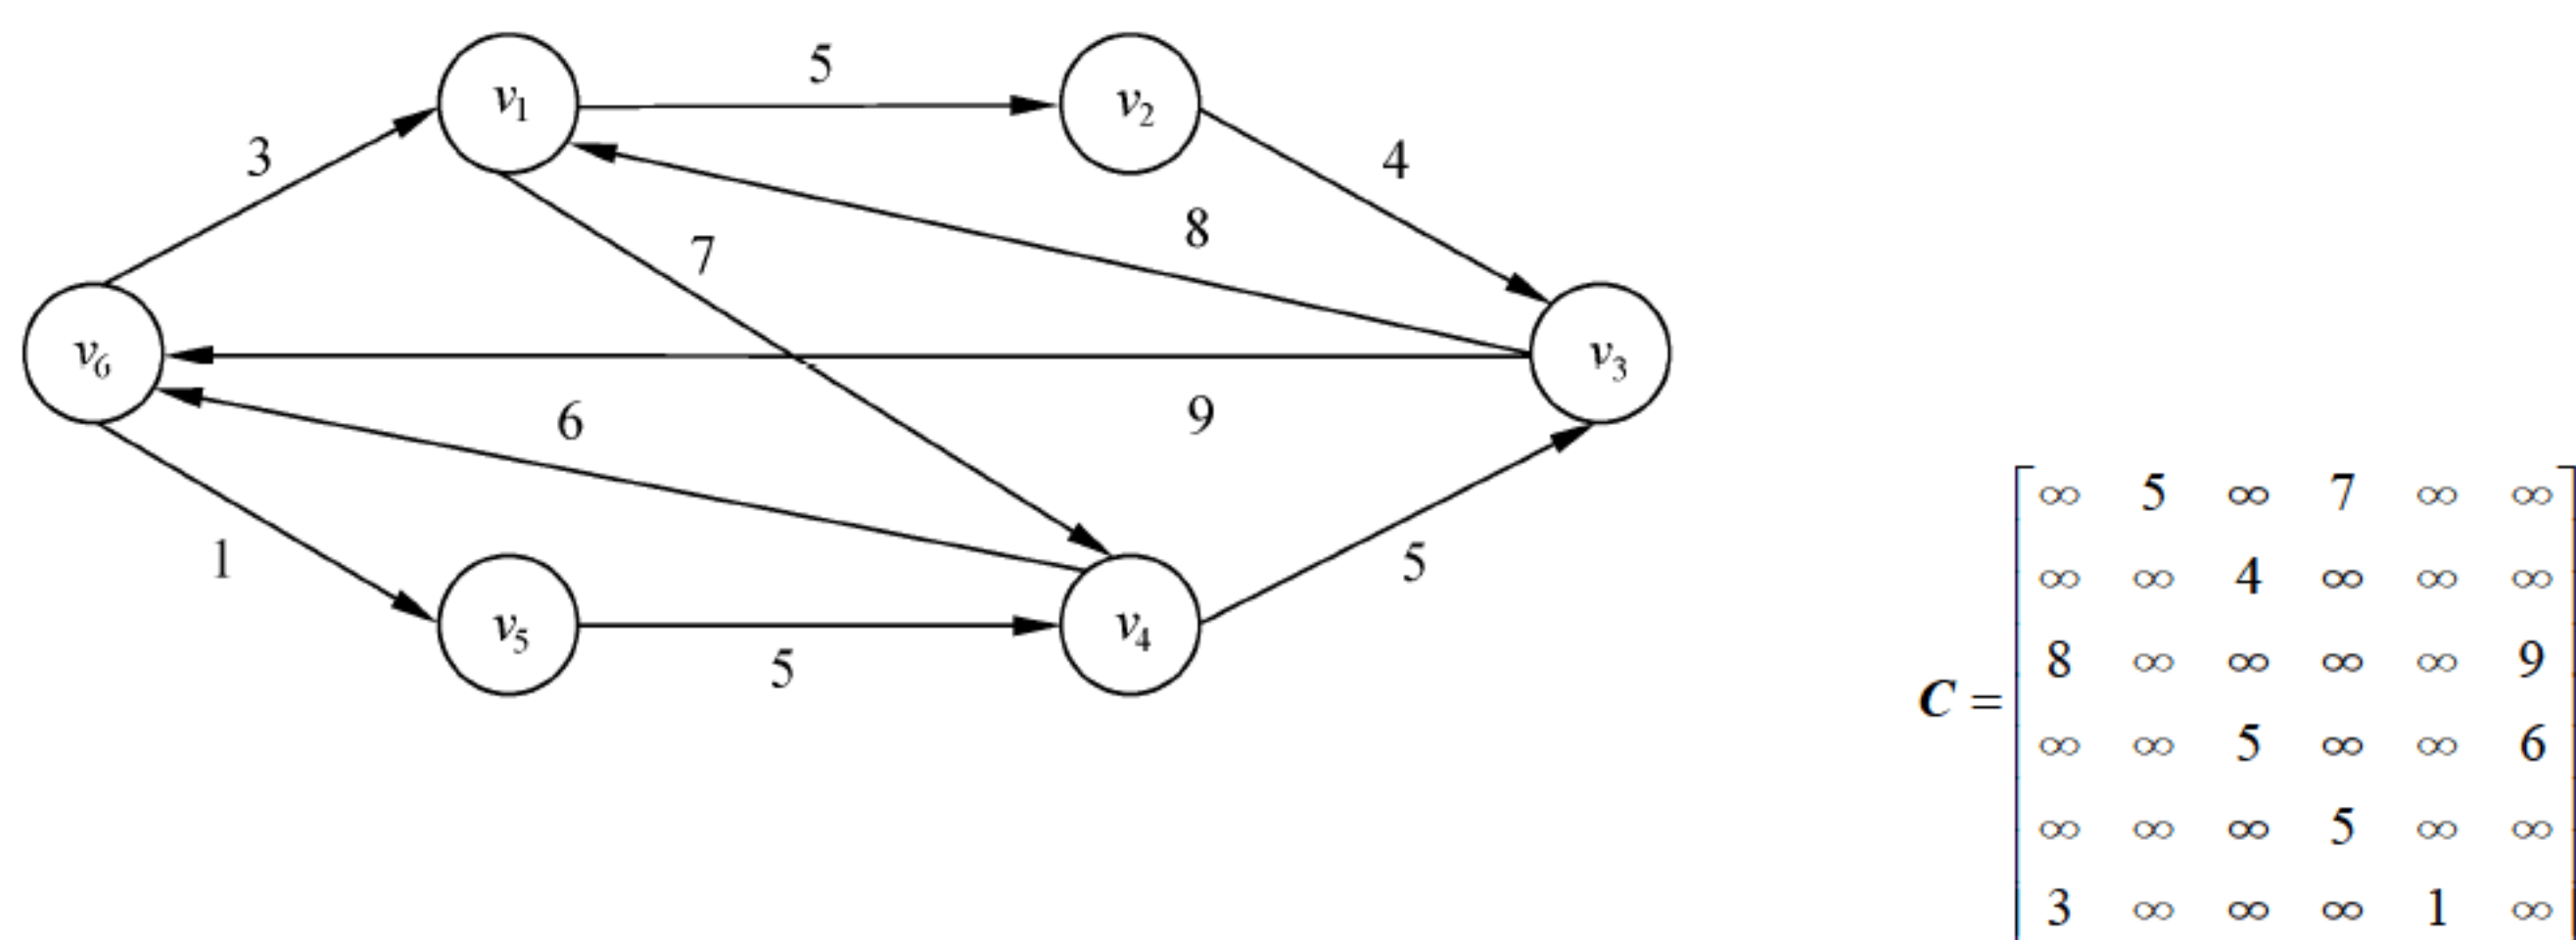 5
v1
v2
3
4
8
7
v6
v3
6
9
1
5
v5
v4
5
C =
∞ 5 ∞ 7 ∞ ∞
∞ ∞ 4 ∞ ∞ ∞
8 ∞ ∞ ∞ ∞ 9
∞ ∞ 5 ∞ ∞ 6
∞ ∞ ∞ 5 ∞ ∞
3 ∞ ∞ ∞ 1 ∞